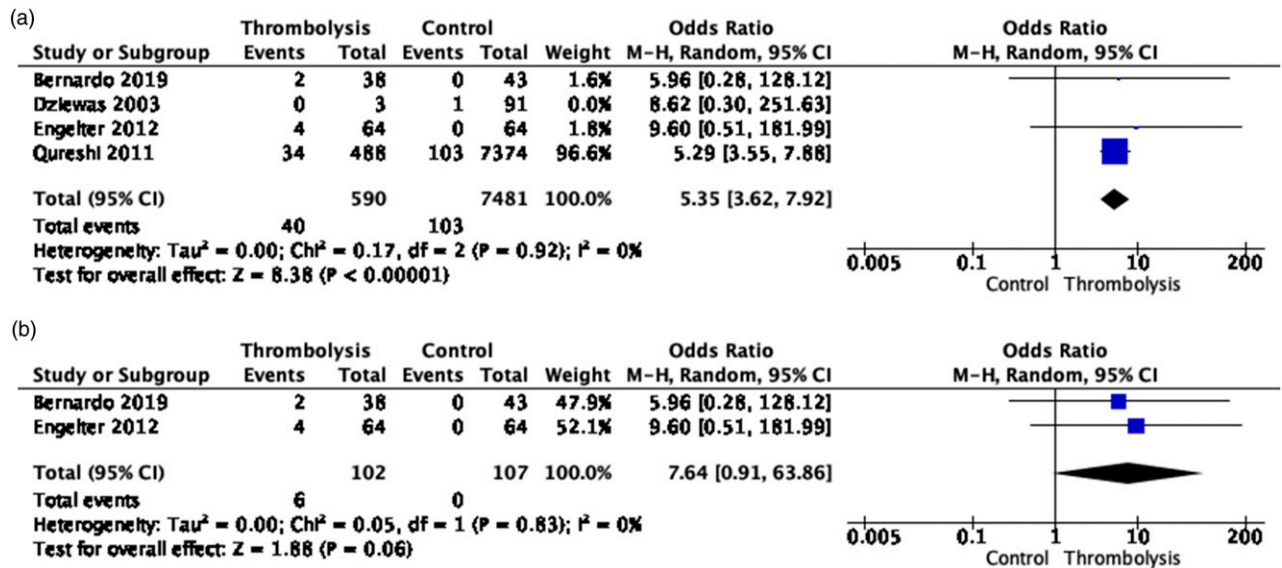 (a)
Thrombolysis Control Odds Ratio Odds Ratio
Study or Subgroup Events Total Events Total Weight M-H, Random, 95% CI M-H, Random, 95% CI
Bernardo 2019 2 38 0 43 1.6% 5.96 [0.28, 128.12]
Dziewas 2003 0 3 1 91 0.0% 8.62 [0.30, 251.63]
Engelter 2012 4 64 0 64 1.8% 9.60 [0.51, 181.99]
Qureshi 2011 34 488 103 7374 96.6% 5.29 [3.55, 7.88]
Total (95% CI) 590 7481 100.0% 5.35 [3.62, 7.92]
Total events 40 103
Heterogeneity: Tau² = 0.00; Chi² = 0.17, df = 2 (P = 0.92); I² = 0%
Test for overall effect: Z = 8.38 (P < 0.00001)
0.005 0.1 1 10 200
Control Thrombolysis
(b)
Thrombolysis Control Odds Ratio Odds Ratio
Study or Subgroup Events Total Events Total Weight M-H, Random, 95% CI M-H, Random, 95% CI
Bernardo 2019 2 38 0 43 47.9% 5.96 [0.28, 128.12]
Engelter 2012 4 64 0 64 52.1% 9.60 [0.51, 181.99]
Total (95% CI) 102 107 100.0% 7.64 [0.91, 63.86]
Total events 6 0
Heterogeneity: Tau² = 0.00; Chi² = 0.05, df = 1 (P = 0.83); I² = 0%
Test for overall effect: Z = 1.88 (P = 0.06)
0.005 0.1 1 10 200
Control Thrombolysis